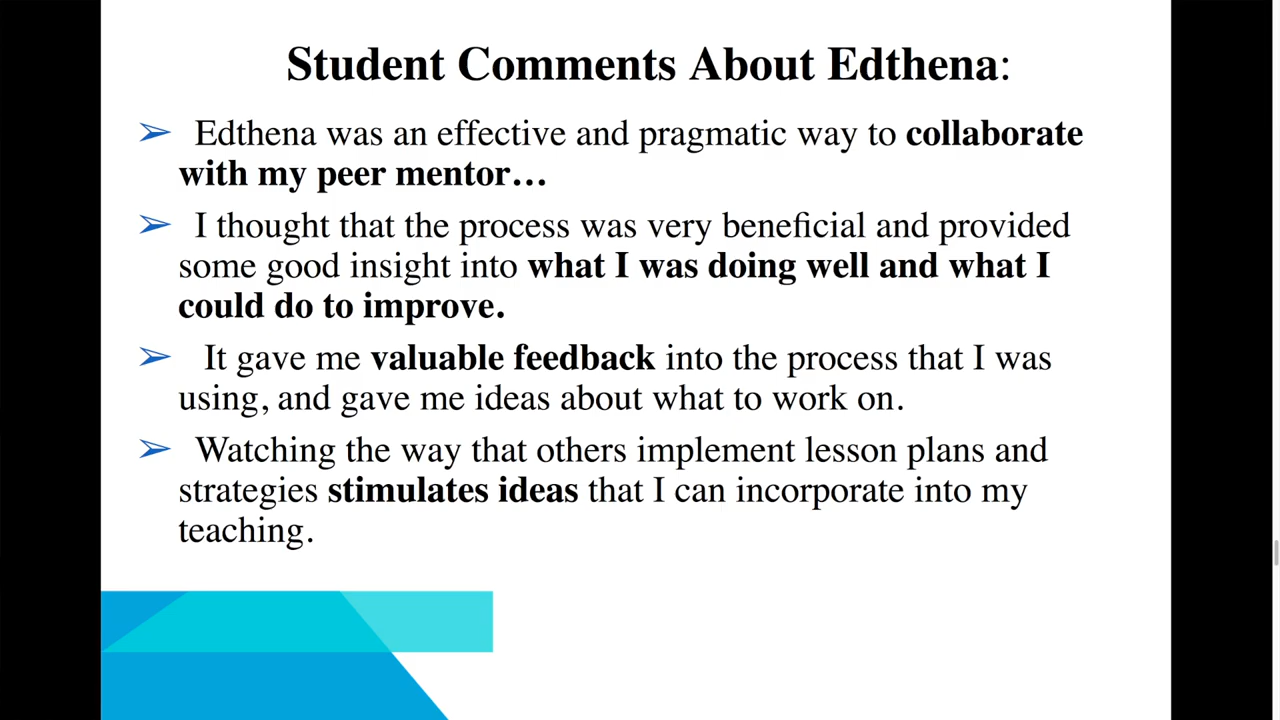 Student Comments About Edthena:
➢ Edthena was an effective and pragmatic way to collaborate
with my peer mentor…
➢ I thought that the process was very beneficial and provided
some good insight into what I was doing well and what I
could do to improve.
➢ It gave me valuable feedback into the process that I was
using, and gave me ideas about what to work on.
➢ Watching the way that others implement lesson plans and
strategies stimulates ideas that I can incorporate into my
teaching.